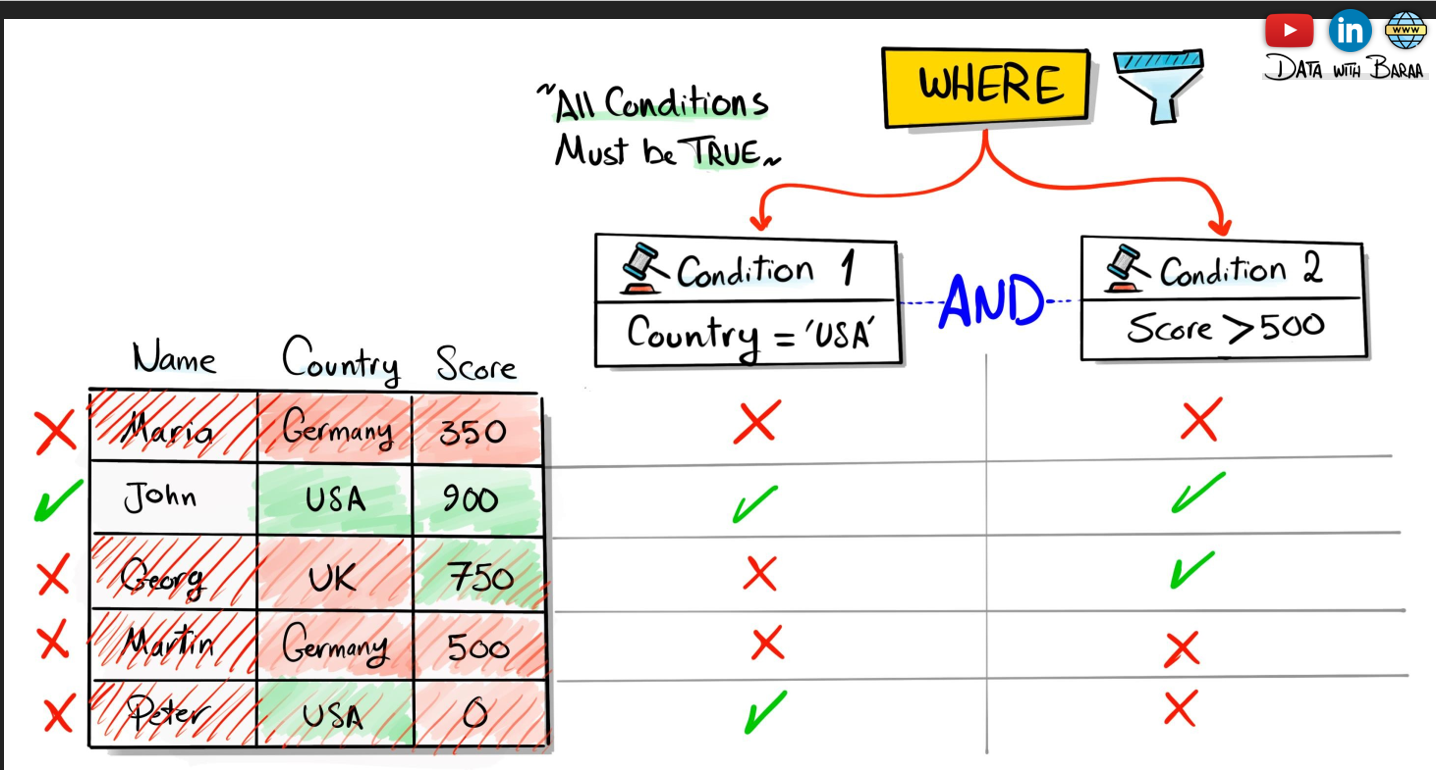 WWW
in
DATA WITH BARAA
WHERE
~All Conditions
Must be TRUE~
Condition 1
Country = 'USA'
AND
Condition 2
Score > 500
Name Country Score
Maria Germany 350
John USA 900
Georg UK 750
Martin Germany 500
Peter USA 0